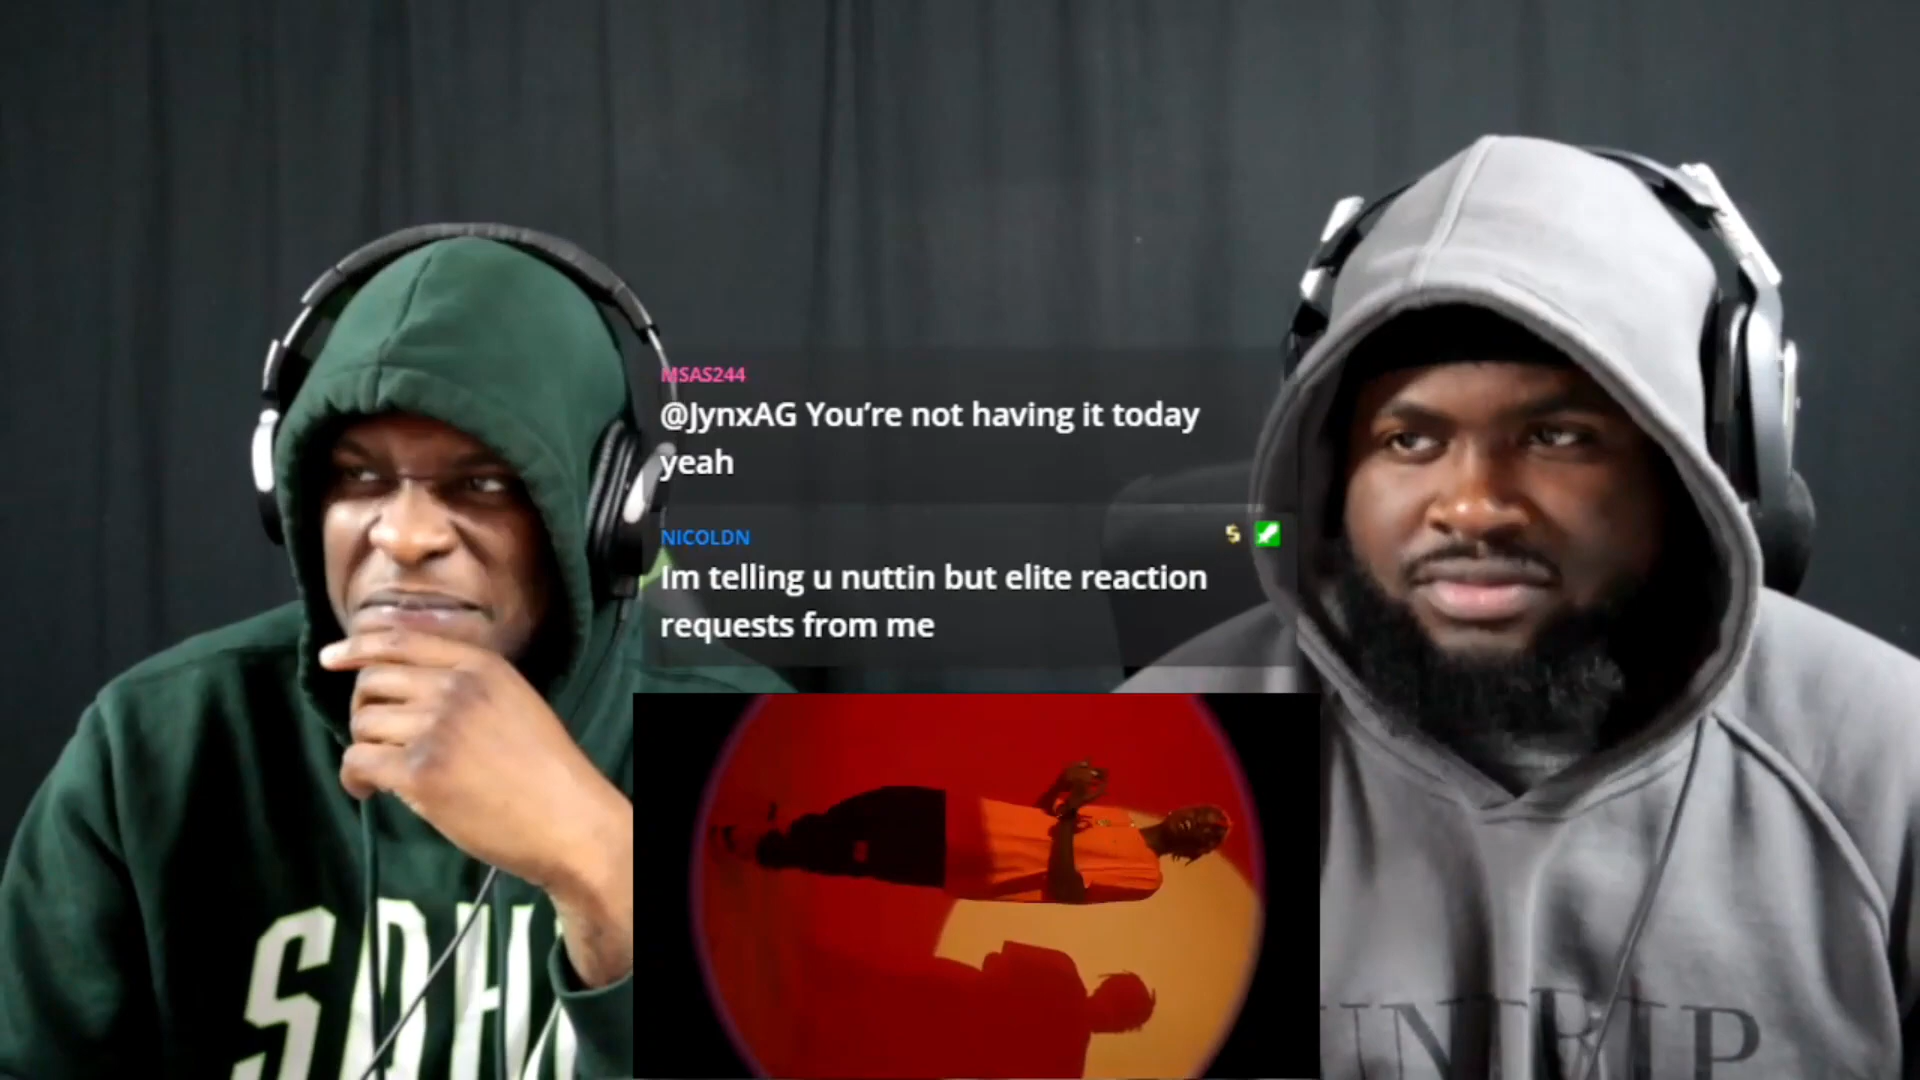 MSAS244
@JynxAG You’re not having it today
yeah
NICOLDN
Im telling u nuttin but elite reaction
requests from me
UNIRIP